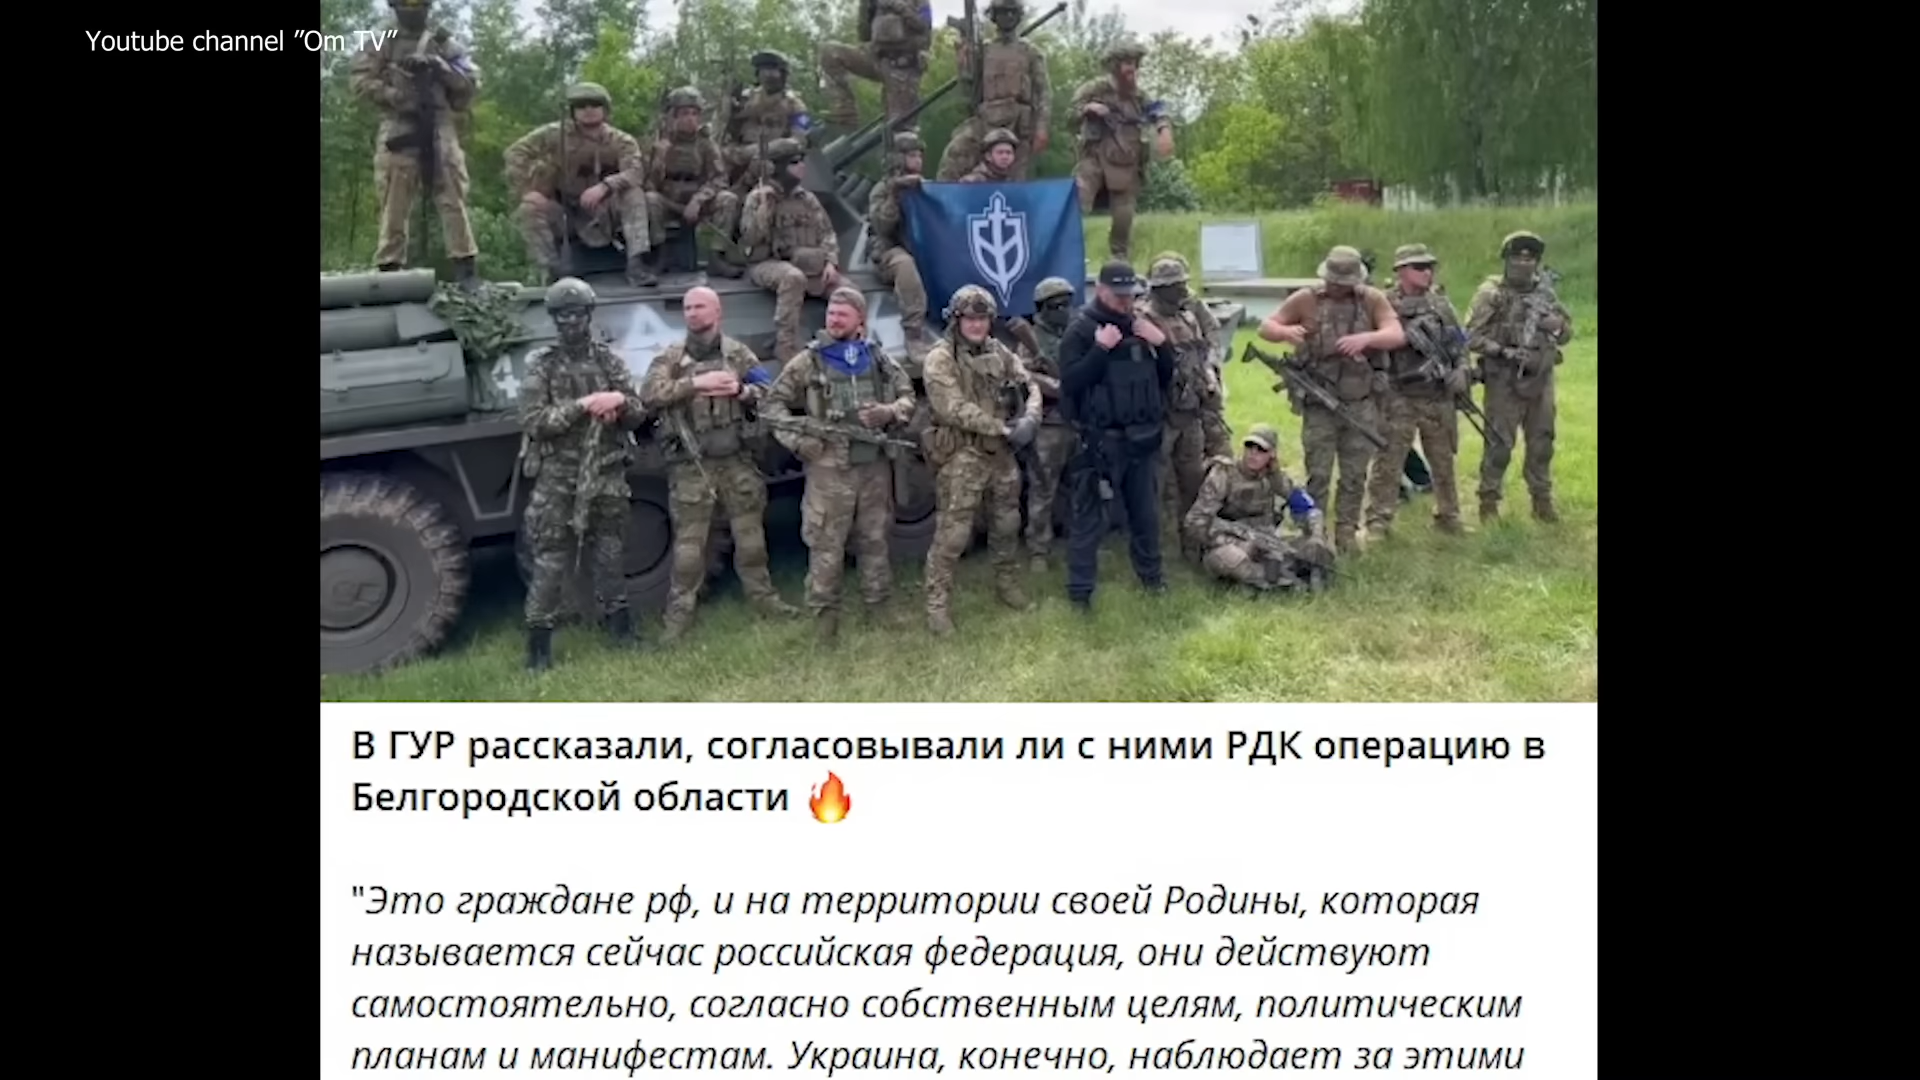 Youtube channel ”Om TV”
В ГУР рассказали, согласовывали ли с ними РДК операцию в
Белгородской области 🔥
"Это граждане рф, и на территории своей Родины, которая
называется сейчас российская федерация, они действуют
самостоятельно, согласно собственным целям, политическим
планам и манифестам. Украина, конечно, наблюдает за этими